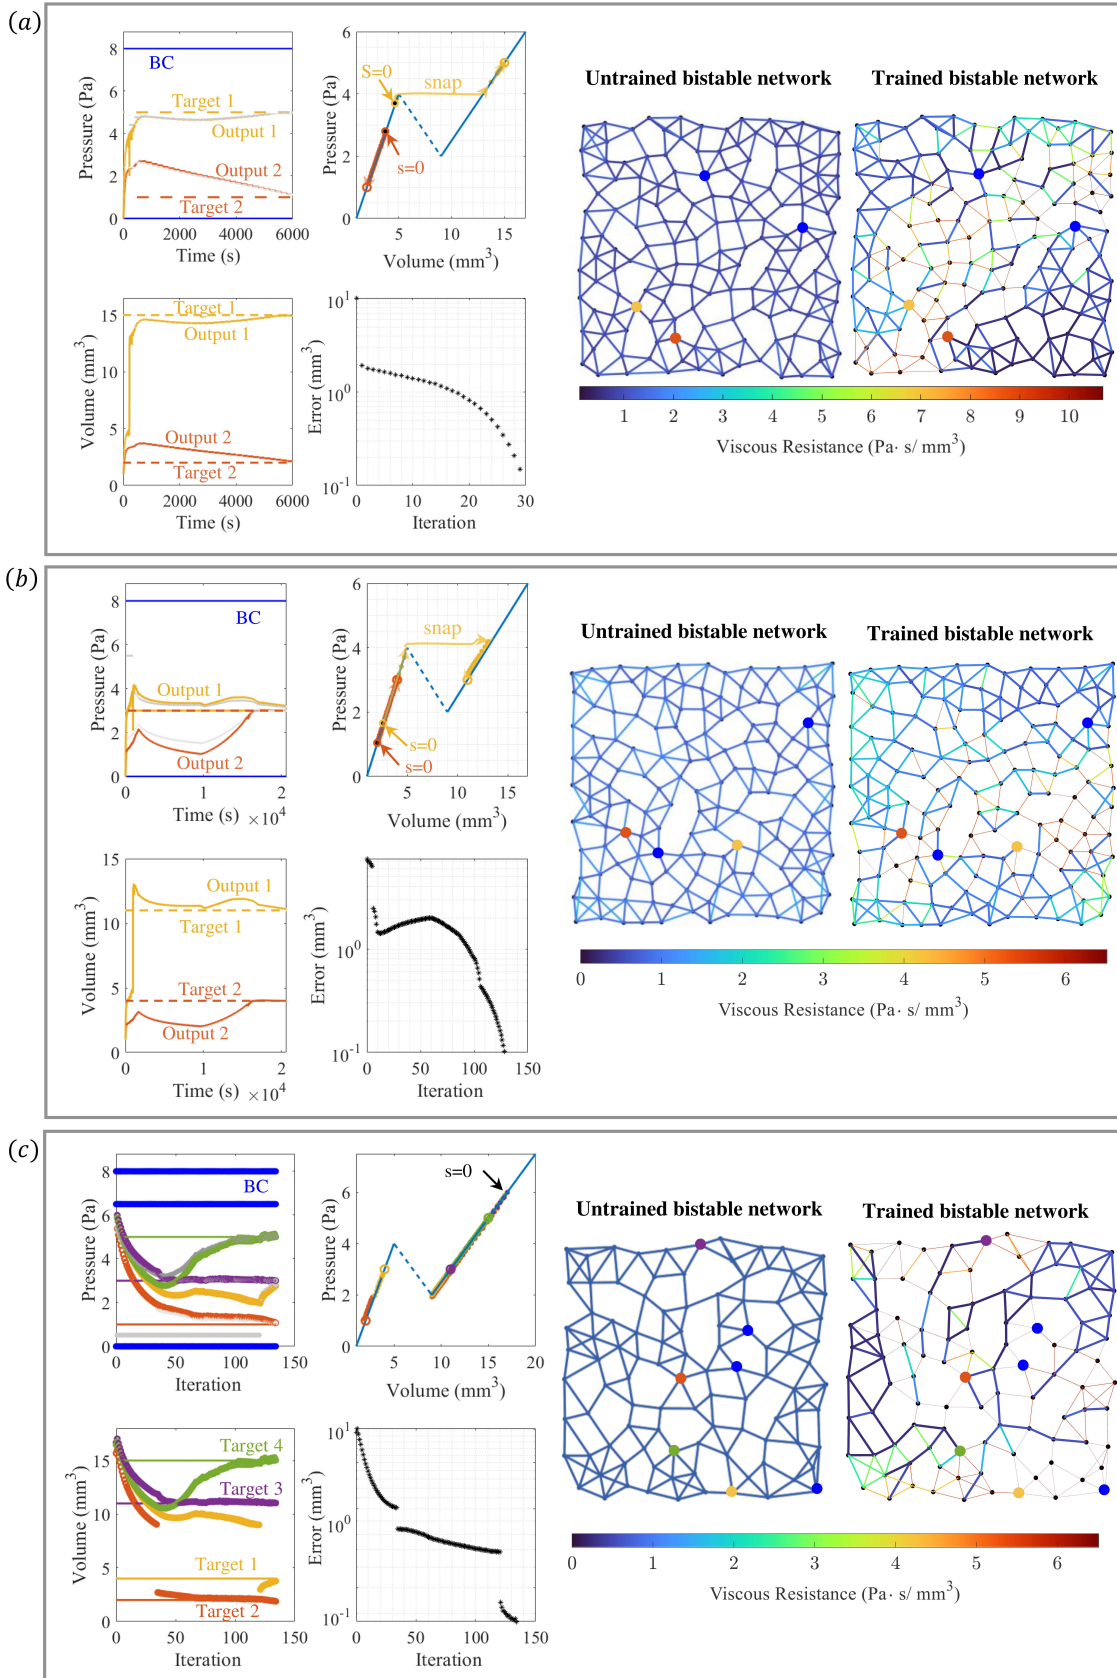 (a)
8
6
4
2
0
Pressure (Pa)
BC
Target 1
Output 1
Output 2
Target 2
0 2000 4000 6000
Time (s)
6
4
2
0
Pressure (Pa)
S=0
snap
s=0
5 10 15
Volume (mm³)
15
10
5
0
Volume (mm³)
Target 1
Output 1
Output 2
Target 2
0 2000 4000 6000
Time (s)
10¹
10⁰
10⁻¹
Error (mm³)
0 10 20 30
Iteration
Untrained bistable network
Trained bistable network
1 2 3 4 5 6 7 8 9 10
Viscous Resistance (Pa· s/ mm³)
(b)
8
6
4
2
0
Pressure (Pa)
BC
Output 1
Output 2
0 1 2
Time (s) ×10⁴
6
4
2
0
Pressure (Pa)
snap
s=0
s=0
0 5 10 15
Volume (mm³)
15
10
5
0
Volume (mm³)
Output 1
Target 1
Target 2
Output 2
0 1 2
Time (s) ×10⁴
10⁰
10⁻¹
Error (mm³)
0 50 100 150
Iteration
Untrained bistable network
Trained bistable network
0 1 2 3 4 5 6
Viscous Resistance (Pa· s/ mm³)
(c)
8
6
4
2
0
Pressure (Pa)
BC
0 50 100 150
Iteration
6
4
2
0
Pressure (Pa)
s=0
5 10 15 20
Volume (mm³)
15
10
5
0
Volume (mm³)
Target 4
Target 3
Target 1
Target 2
0 50 100 150
Iteration
10¹
10⁰
10⁻¹
Error (mm³)
0 50 100 150
Iteration
Untrained bistable network
Trained bistable network
0 1 2 3 4 5 6
Viscous Resistance (Pa· s/ mm³)